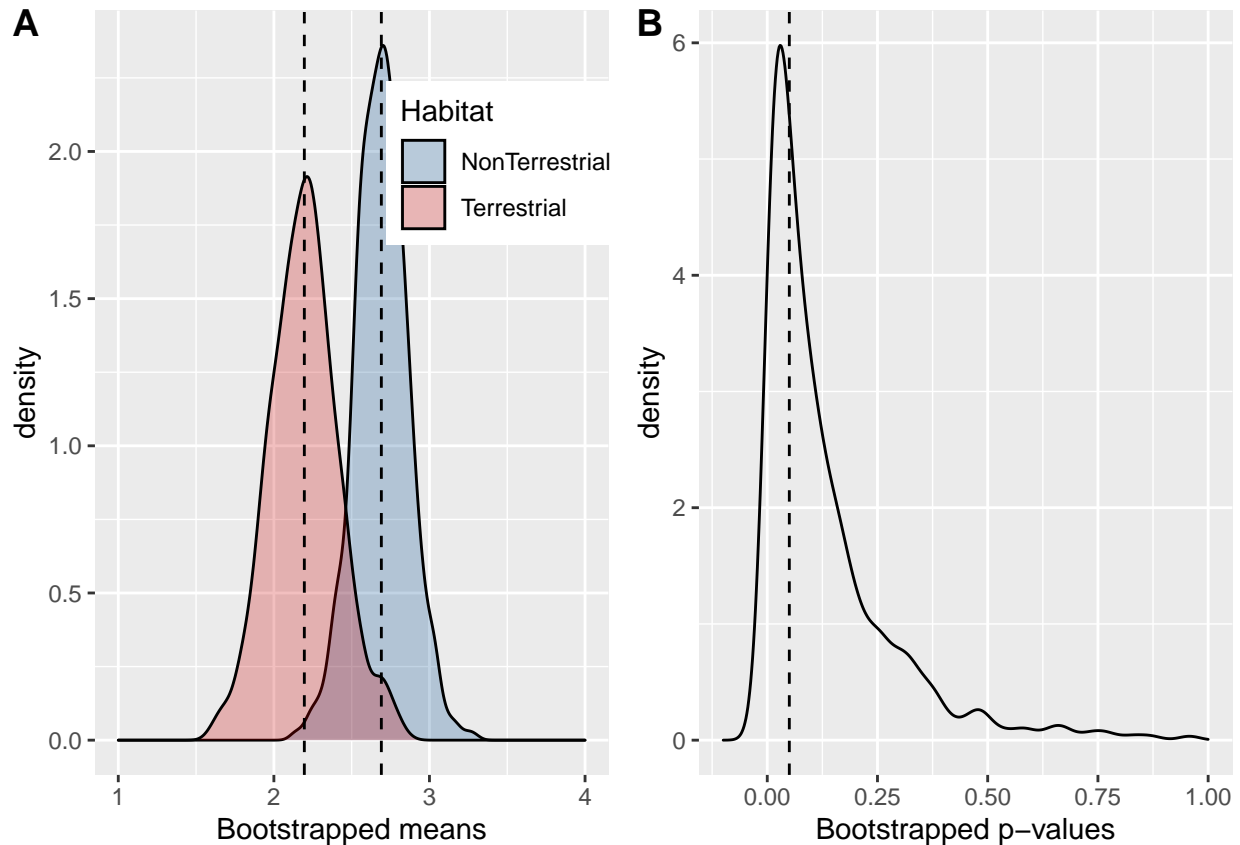 A
density
2.0
1.5
1.0
0.5
0.0
1 2 3 4
Bootstrapped means
Habitat
NonTerrestrial
Terrestrial
B
density
6
4
2
0
0.00 0.25 0.50 0.75 1.00
Bootstrapped p−values